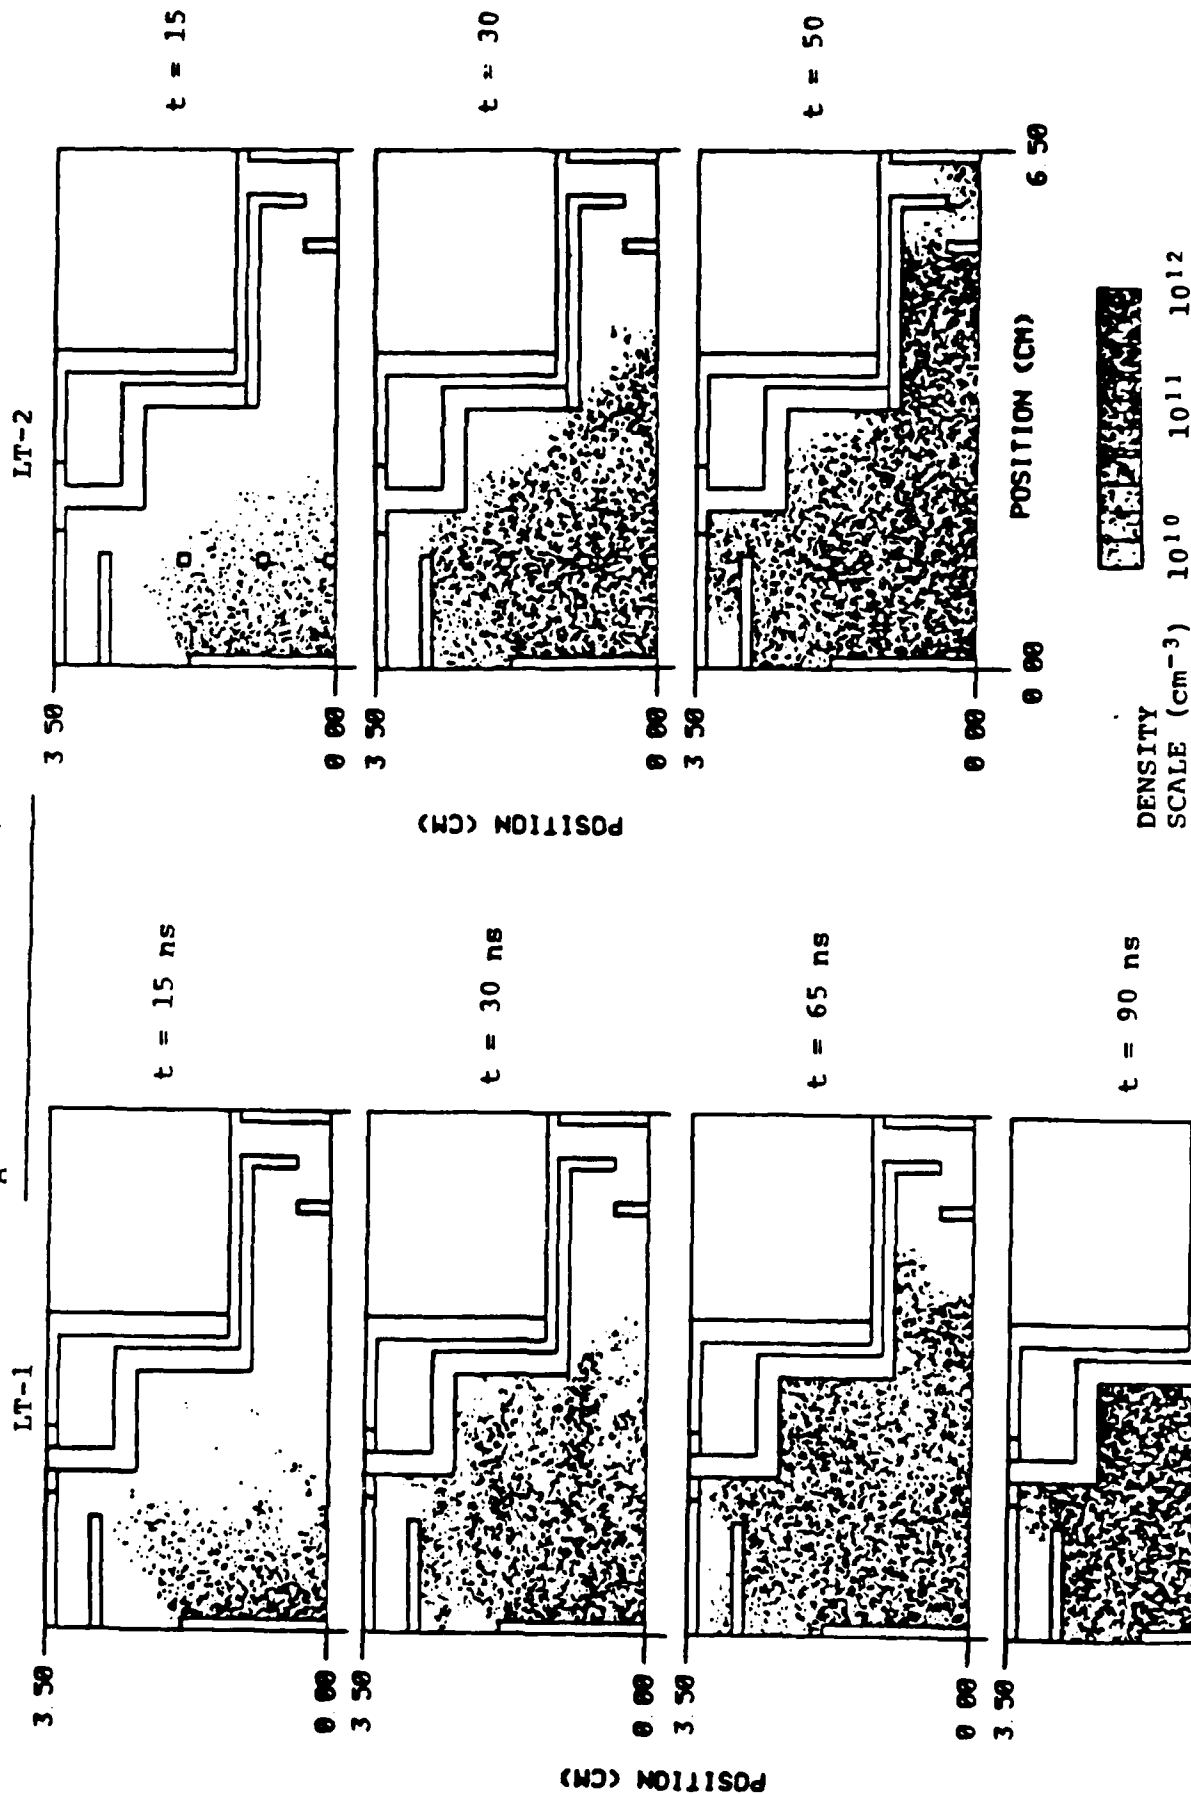 LT-1
t = 15 ns
3.50
0.00
t = 30 ns
3.50
0.00
t = 65 ns
3.50
0.00
t = 90 ns
3.50
POSITION (CM)
LT-2
t = 15
3 50
0 00
t = 30
3 50
0 00
t = 50
3 50
0 00
0 00
6 50
POSITION (CM)
POSITION (CM)
DENSITY
SCALE (cm⁻³) 10¹⁰ 10¹¹ 10¹²